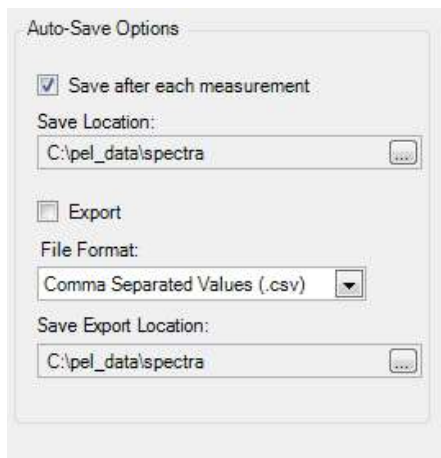 Auto-Save Options
Save after each measurement
Save Location:
C:\pel_data\spectra
...
Export
File Format:
Comma Separated Values (.csv)
Save Export Location:
C:\pel_data\spectra
...